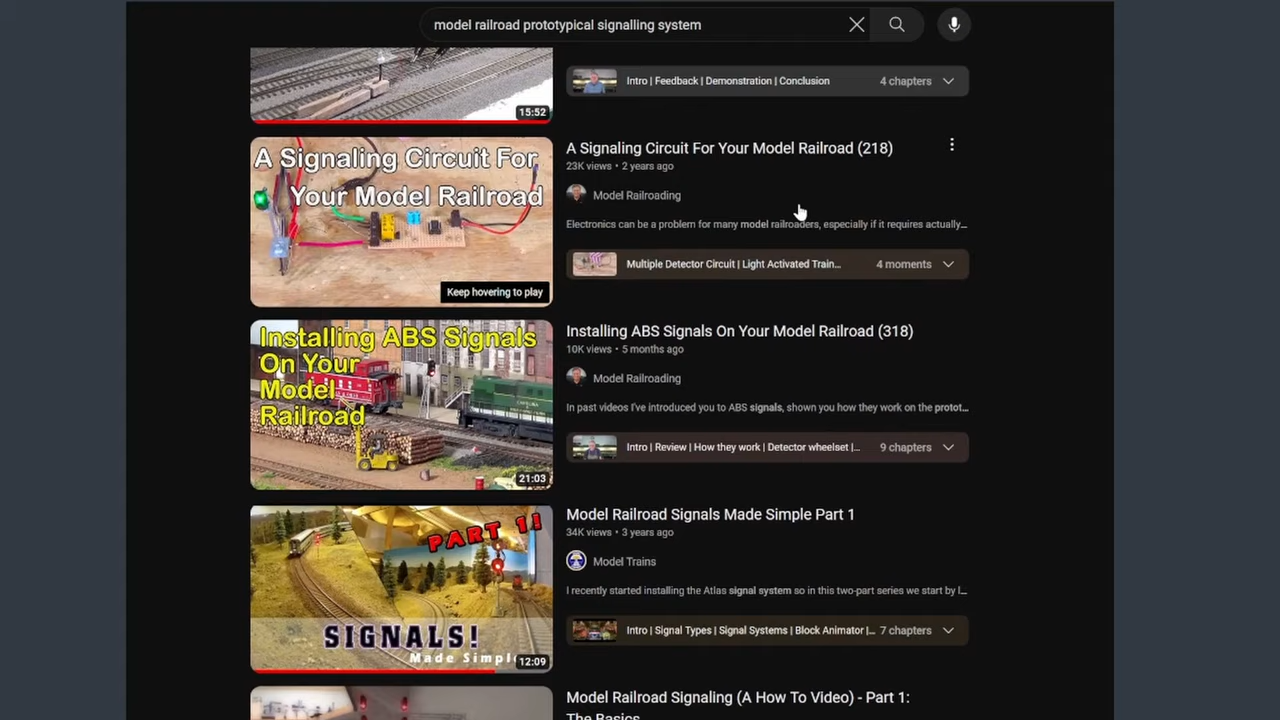 model railroad prototypical signalling system
15:52
Intro | Feedback | Demonstration | Conclusion
4 chapters
A Signaling Circuit For
Your Model Railroad
Keep hovering to play
A Signaling Circuit For Your Model Railroad (218)
23K views • 2 years ago
Model Railroading
Electronics can be a problem for many model railroaders, especially if it requires actually...
Multiple Detector Circuit | Light Activated Train...
4 moments
Installing ABS Signals
On Your
Model
Railroad
21:03
Installing ABS Signals On Your Model Railroad (318)
10K views • 5 months ago
Model Railroading
In past videos I've introduced you to ABS signals, shown you how they work on the protot...
Intro | Review | How they work | Detector wheelset |...
9 chapters
PART 1!
SIGNALS!
Made Simpl
12:09
Model Railroad Signals Made Simple Part 1
34K views • 3 years ago
Model Trains
I recently started installing the Atlas signal system so in this two-part series we start by l...
Intro | Signal Types | Signal Systems | Block Animator |...
7 chapters
Model Railroad Signaling (A How To Video) - Part 1:
The Basics